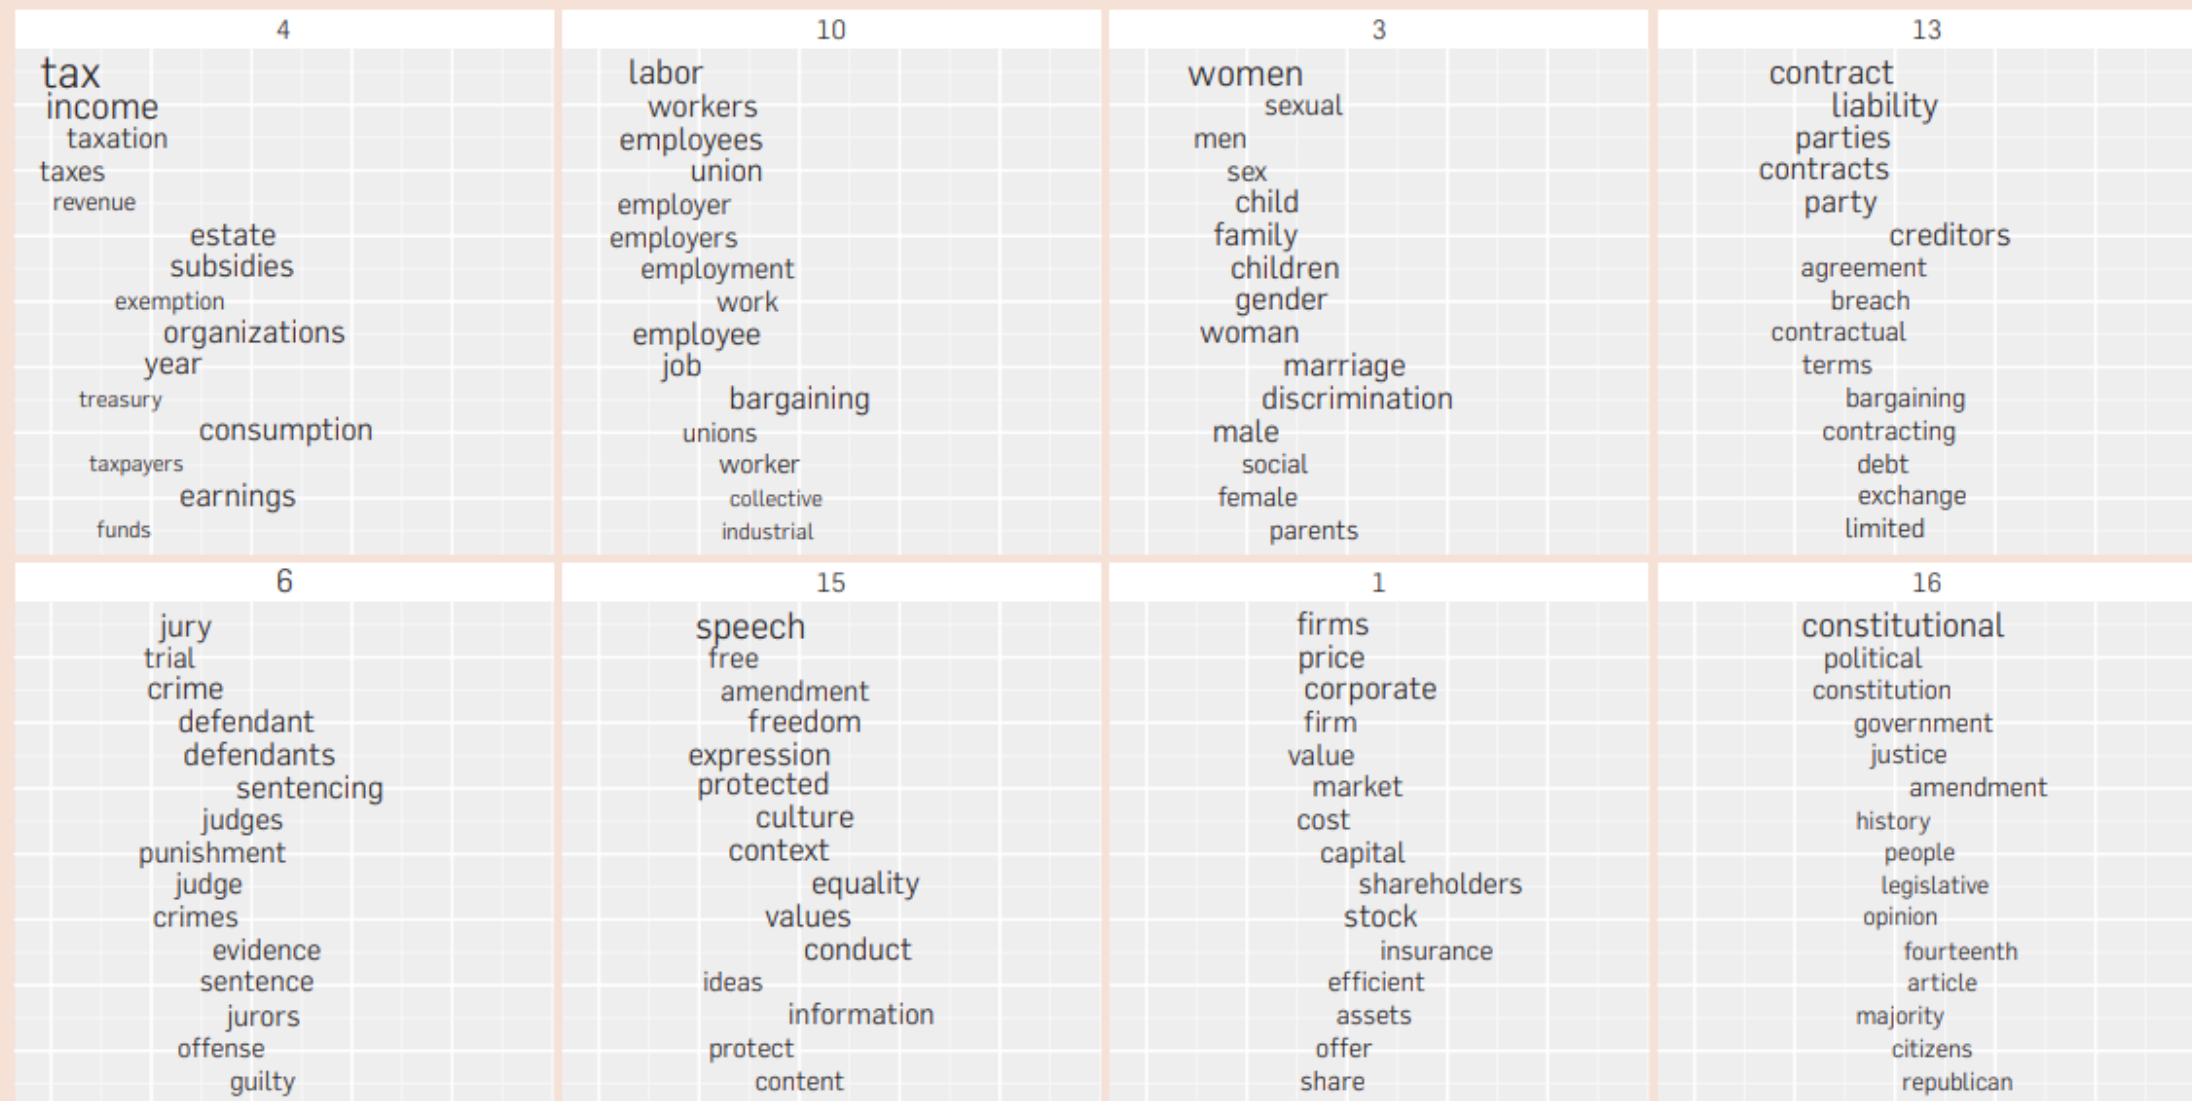 4
tax
income
taxation
taxes
revenue
estate
subsidies
exemption
organizations
year
treasury
consumption
taxpayers
earnings
funds
10
labor
workers
employees
union
employer
employers
employment
work
employee
job
bargaining
unions
worker
collective
industrial
3
women
sexual
men
sex
child
family
children
gender
woman
marriage
discrimination
male
social
female
parents
13
contract
liability
parties
contracts
party
creditors
agreement
breach
contractual
terms
bargaining
contracting
debt
exchange
limited
6
jury
trial
crime
defendant
defendants
sentencing
judges
punishment
judge
crimes
evidence
sentence
jurors
offense
guilty
15
speech
free
amendment
freedom
expression
protected
culture
context
equality
values
conduct
ideas
information
protect
content
1
firms
price
corporate
firm
value
market
cost
capital
shareholders
stock
insurance
efficient
assets
offer
share
16
constitutional
political
constitution
government
justice
amendment
history
people
legislative
opinion
fourteenth
article
majority
citizens
republican